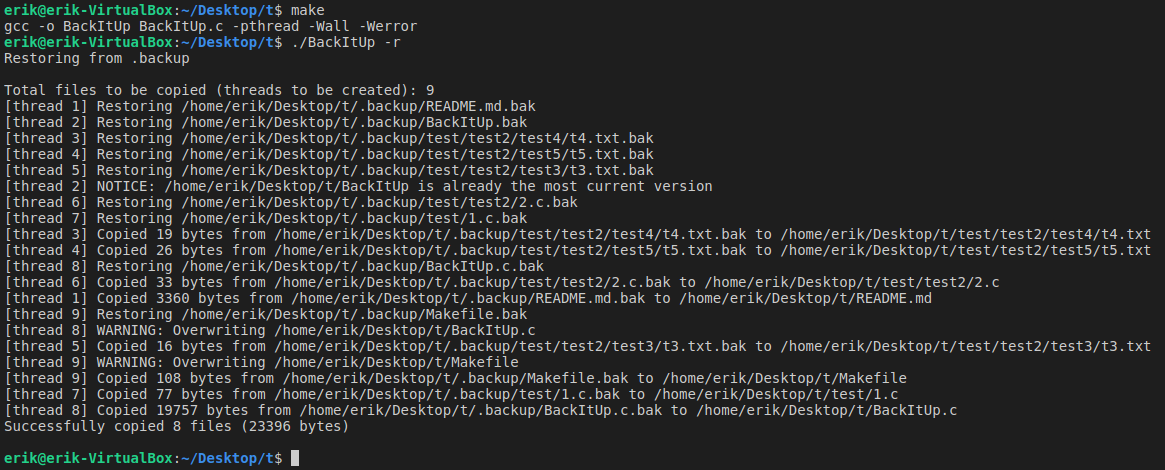 erik@erik-VirtualBox:~/Desktop/t$ make
gcc -o BackItUp BackItUp.c -pthread -Wall -Werror
erik@erik-VirtualBox:~/Desktop/t$ ./BackItUp -r
Restoring from .backup

Total files to be copied (threads to be created): 9
[thread 1] Restoring /home/erik/Desktop/t/.backup/README.md.bak
[thread 2] Restoring /home/erik/Desktop/t/.backup/BackItUp.bak
[thread 3] Restoring /home/erik/Desktop/t/.backup/test/test2/test4/t4.txt.bak
[thread 4] Restoring /home/erik/Desktop/t/.backup/test/test2/test5/t5.txt.bak
[thread 5] Restoring /home/erik/Desktop/t/.backup/test/test2/test3/t3.txt.bak
[thread 2] NOTICE: /home/erik/Desktop/t/BackItUp is already the most current version
[thread 6] Restoring /home/erik/Desktop/t/.backup/test/test2/2.c.bak
[thread 7] Restoring /home/erik/Desktop/t/.backup/test/1.c.bak
[thread 3] Copied 19 bytes from /home/erik/Desktop/t/.backup/test/test2/test4/t4.txt.bak to /home/erik/Desktop/t/test/test2/test4/t4.txt
[thread 4] Copied 26 bytes from /home/erik/Desktop/t/.backup/test/test2/test5/t5.txt.bak to /home/erik/Desktop/t/test/test2/test5/t5.txt
[thread 8] Restoring /home/erik/Desktop/t/.backup/BackItUp.c.bak
[thread 6] Copied 33 bytes from /home/erik/Desktop/t/.backup/test/test2/2.c.bak to /home/erik/Desktop/t/test/test2/2.c
[thread 1] Copied 3360 bytes from /home/erik/Desktop/t/.backup/README.md.bak to /home/erik/Desktop/t/README.md
[thread 9] Restoring /home/erik/Desktop/t/.backup/Makefile.bak
[thread 8] WARNING: Overwriting /home/erik/Desktop/t/BackItUp.c
[thread 5] Copied 16 bytes from /home/erik/Desktop/t/.backup/test/test2/test3/t3.txt.bak to /home/erik/Desktop/t/test/test2/test3/t3.txt
[thread 9] WARNING: Overwriting /home/erik/Desktop/t/Makefile
[thread 9] Copied 108 bytes from /home/erik/Desktop/t/.backup/Makefile.bak to /home/erik/Desktop/t/Makefile
[thread 7] Copied 77 bytes from /home/erik/Desktop/t/.backup/test/1.c.bak to /home/erik/Desktop/t/test/1.c
[thread 8] Copied 19757 bytes from /home/erik/Desktop/t/.backup/BackItUp.c.bak to /home/erik/Desktop/t/BackItUp.c
Successfully copied 8 files (23396 bytes)

erik@erik-VirtualBox:~/Desktop/t$